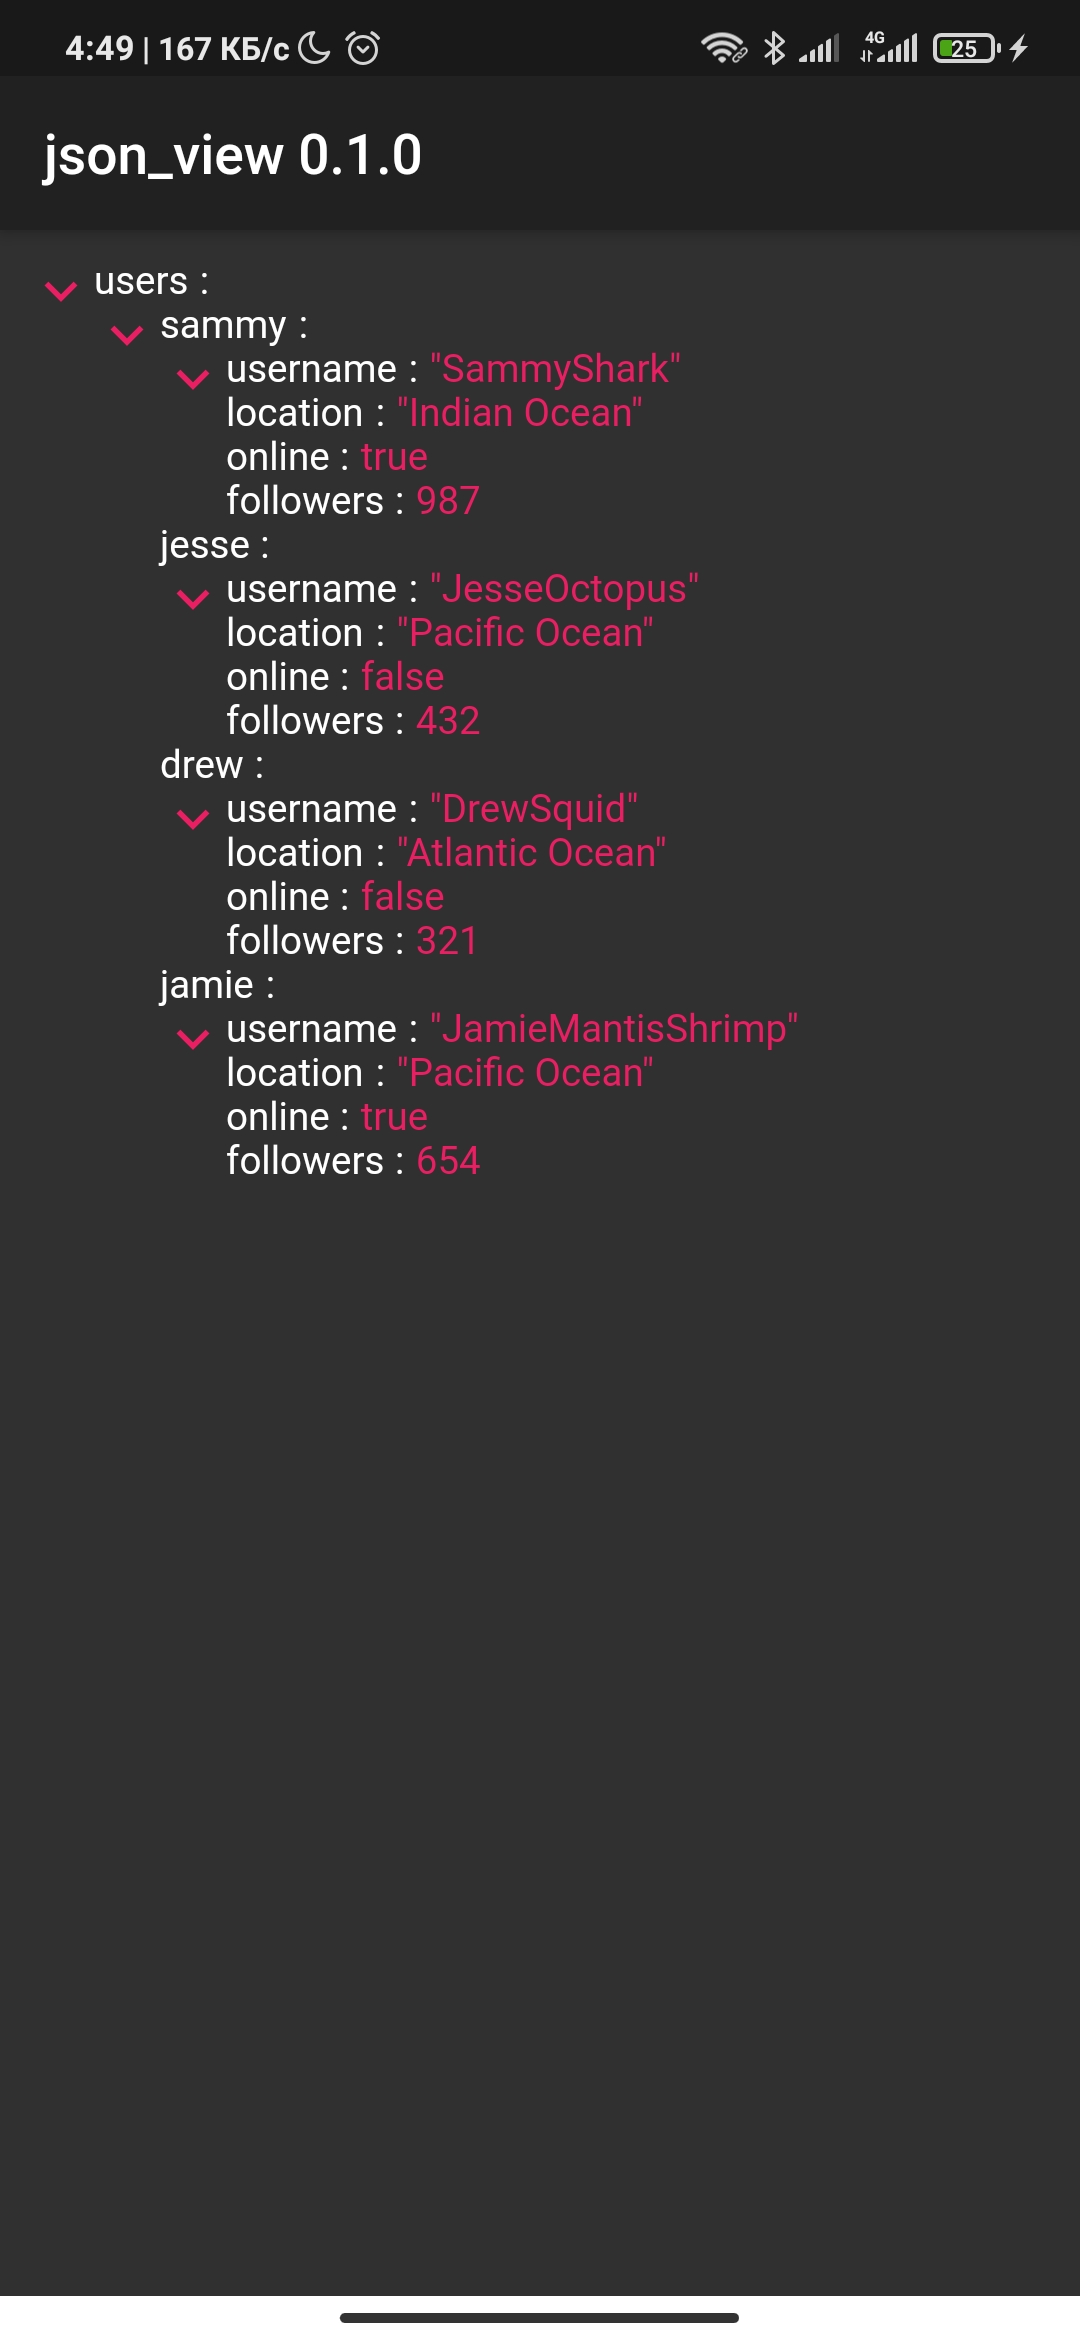 4:49 | 167 КБ/с 4G 25
json_view 0.1.0
users :
sammy :
username : "SammyShark"
location : "Indian Ocean"
online : true
followers : 987
jesse :
username : "JesseOctopus"
location : "Pacific Ocean"
online : false
followers : 432
drew :
username : "DrewSquid"
location : "Atlantic Ocean"
online : false
followers : 321
jamie :
username : "JamieMantisShrimp"
location : "Pacific Ocean"
online : true
followers : 654